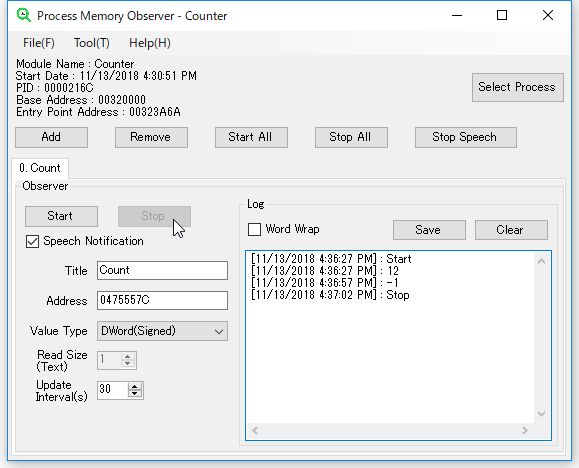 Process Memory Observer - Counter
File(F) Tool(T) Help(H)
Module Name : Counter
Start Date : 11/13/2018 4:30:51 PM
PID : 0000216C
Base Address : 00320000
Entry Point Address : 00323A6A
Select Process
Add Remove Start All Stop All Stop Speech
0. Count
Observer
Start Stop
Speech Notification
Title Count
Address 0475557C
Value Type DWord(Signed)
Read Size
(Text) 1
Update
Interval(s) 30
Log
Word Wrap Save Clear
[11/13/2018 4:36:27 PM] : Start
[11/13/2018 4:36:27 PM] : 12
[11/13/2018 4:36:57 PM] : -1
[11/13/2018 4:37:02 PM] : Stop